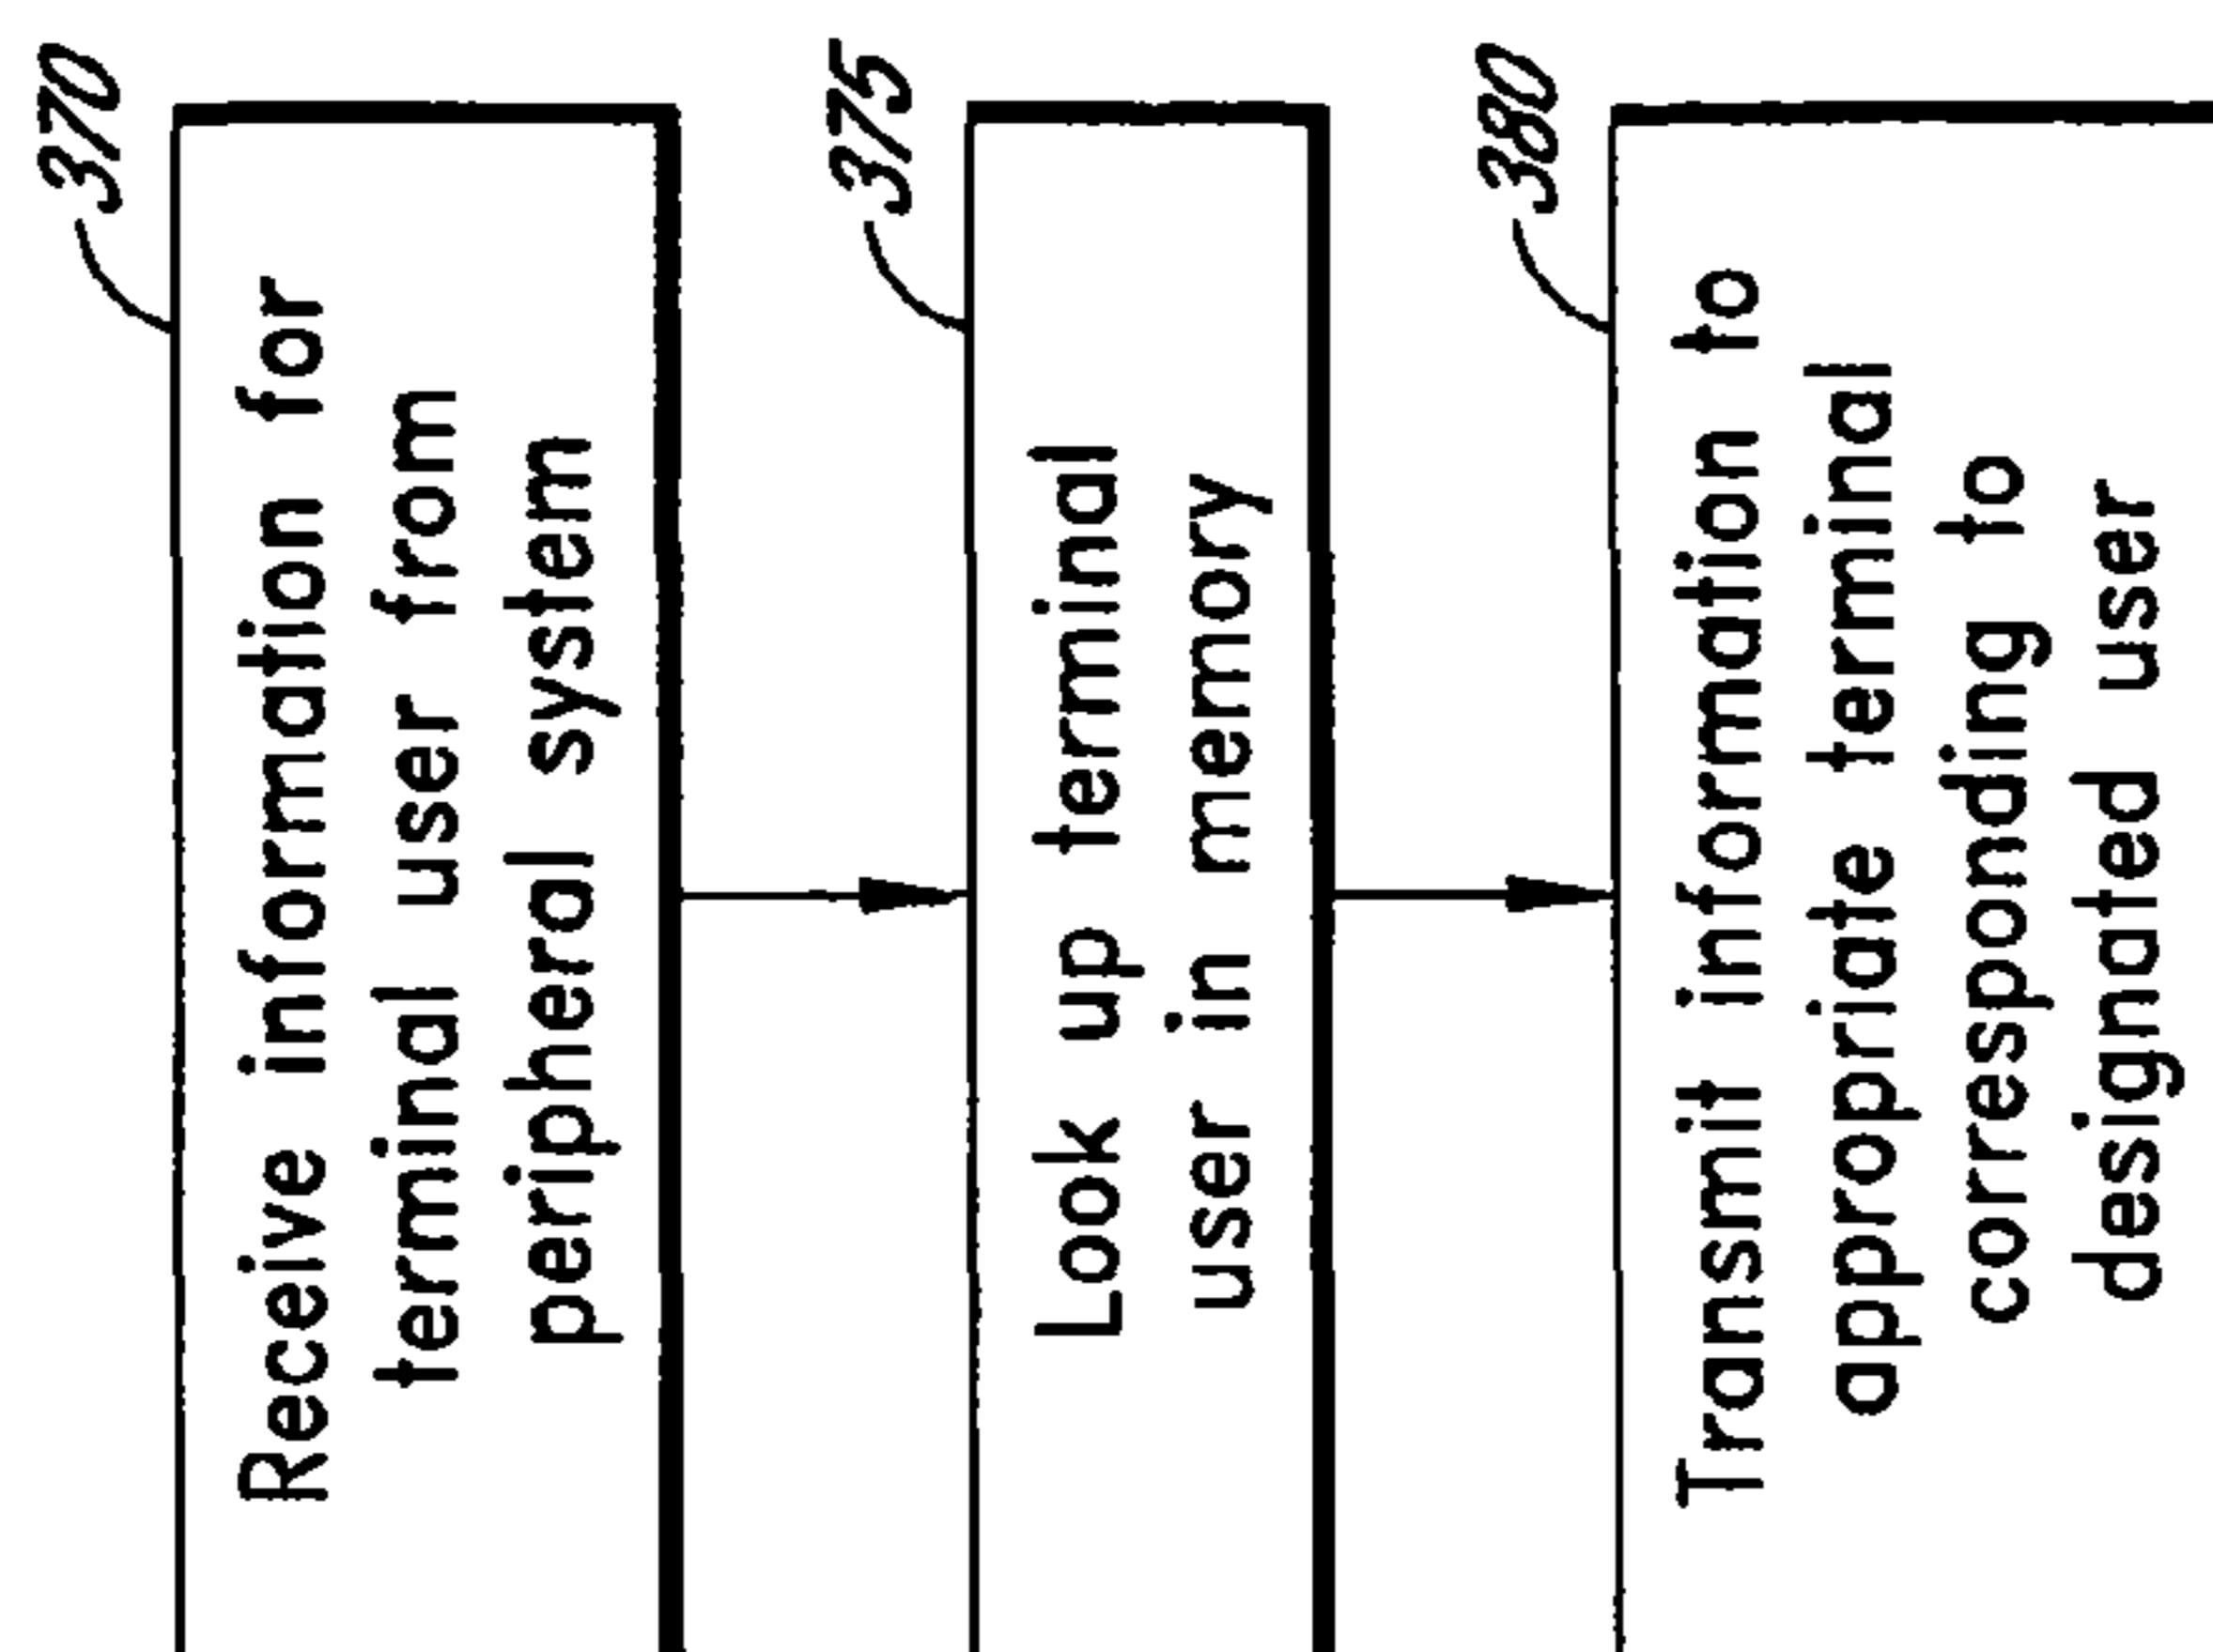 370
Receive information for
terminal user from
peripheral system
375
Look up terminal
user in memory
380
Transmit information to
appropriate terminal
corresponding to
designated user